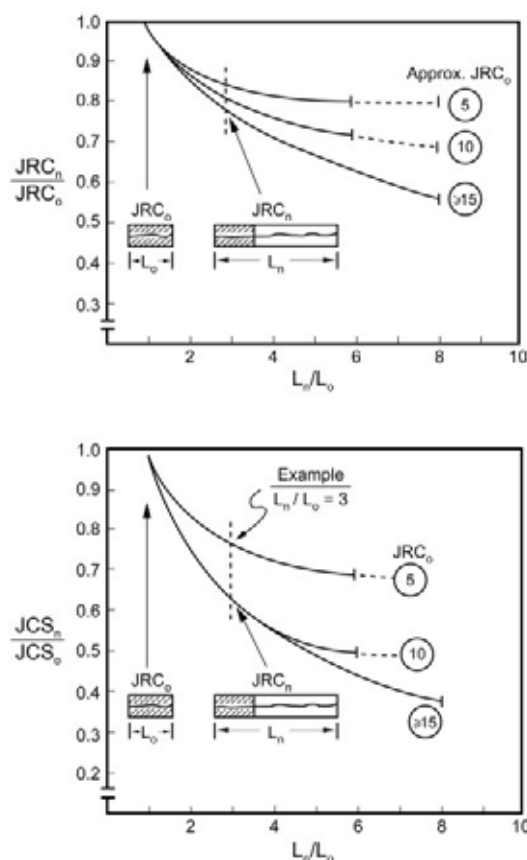 1.0
0.9
0.8
0.7
0.6
0.5
0.4
0.3
JRCₙ
JRCₒ
Approx. JRCₒ
5
10
≥15
JRCₒ
JRCₙ
Lₒ
Lₙ
2
4
6
8
10
Lₙ/Lₒ
1.0
0.9
0.8
0.7
0.6
0.5
0.4
0.3
0.2
JCSₙ
JCSₒ
Example
Lₙ / Lₒ = 3
JRCₒ
5
10
≥15
JRCₒ
JRCₙ
Lₒ
Lₙ
2
4
6
8
10
Lₙ/Lₒ